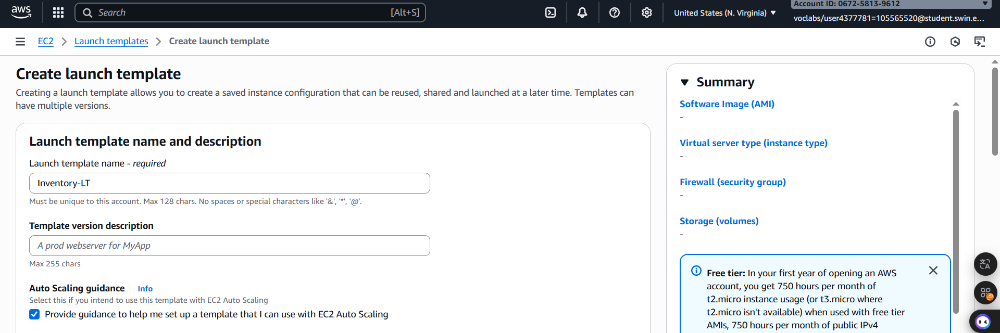 aws
Search
[Alt+S]
United States (N. Virginia)
Account ID: 0672-5813-9612
voclabs/user4377781=105565520@student.swin.e...
EC2
Launch templates
Create launch template
Create launch template
Creating a launch template allows you to create a saved instance configuration that can be reused, shared and launched at a later time. Templates can
have multiple versions.
Launch template name and description
Launch template name - required
Inventory-LT
Must be unique to this account. Max 128 chars. No spaces or special characters like '&', '*', '@'.
Template version description
A prod webserver for MyApp
Max 255 chars
Auto Scaling guidance
Info
Select this if you intend to use this template with EC2 Auto Scaling
Provide guidance to help me set up a template that I can use with EC2 Auto Scaling
Summary
Software Image (AMI)
-
Virtual server type (instance type)
-
Firewall (security group)
-
Storage (volumes)
-
Free tier: In your first year of opening an AWS
account, you get 750 hours per month of
t2.micro instance usage (or t3.micro where
t2.micro isn't available) when used with free tier
AMIs, 750 hours per month of public IPv4